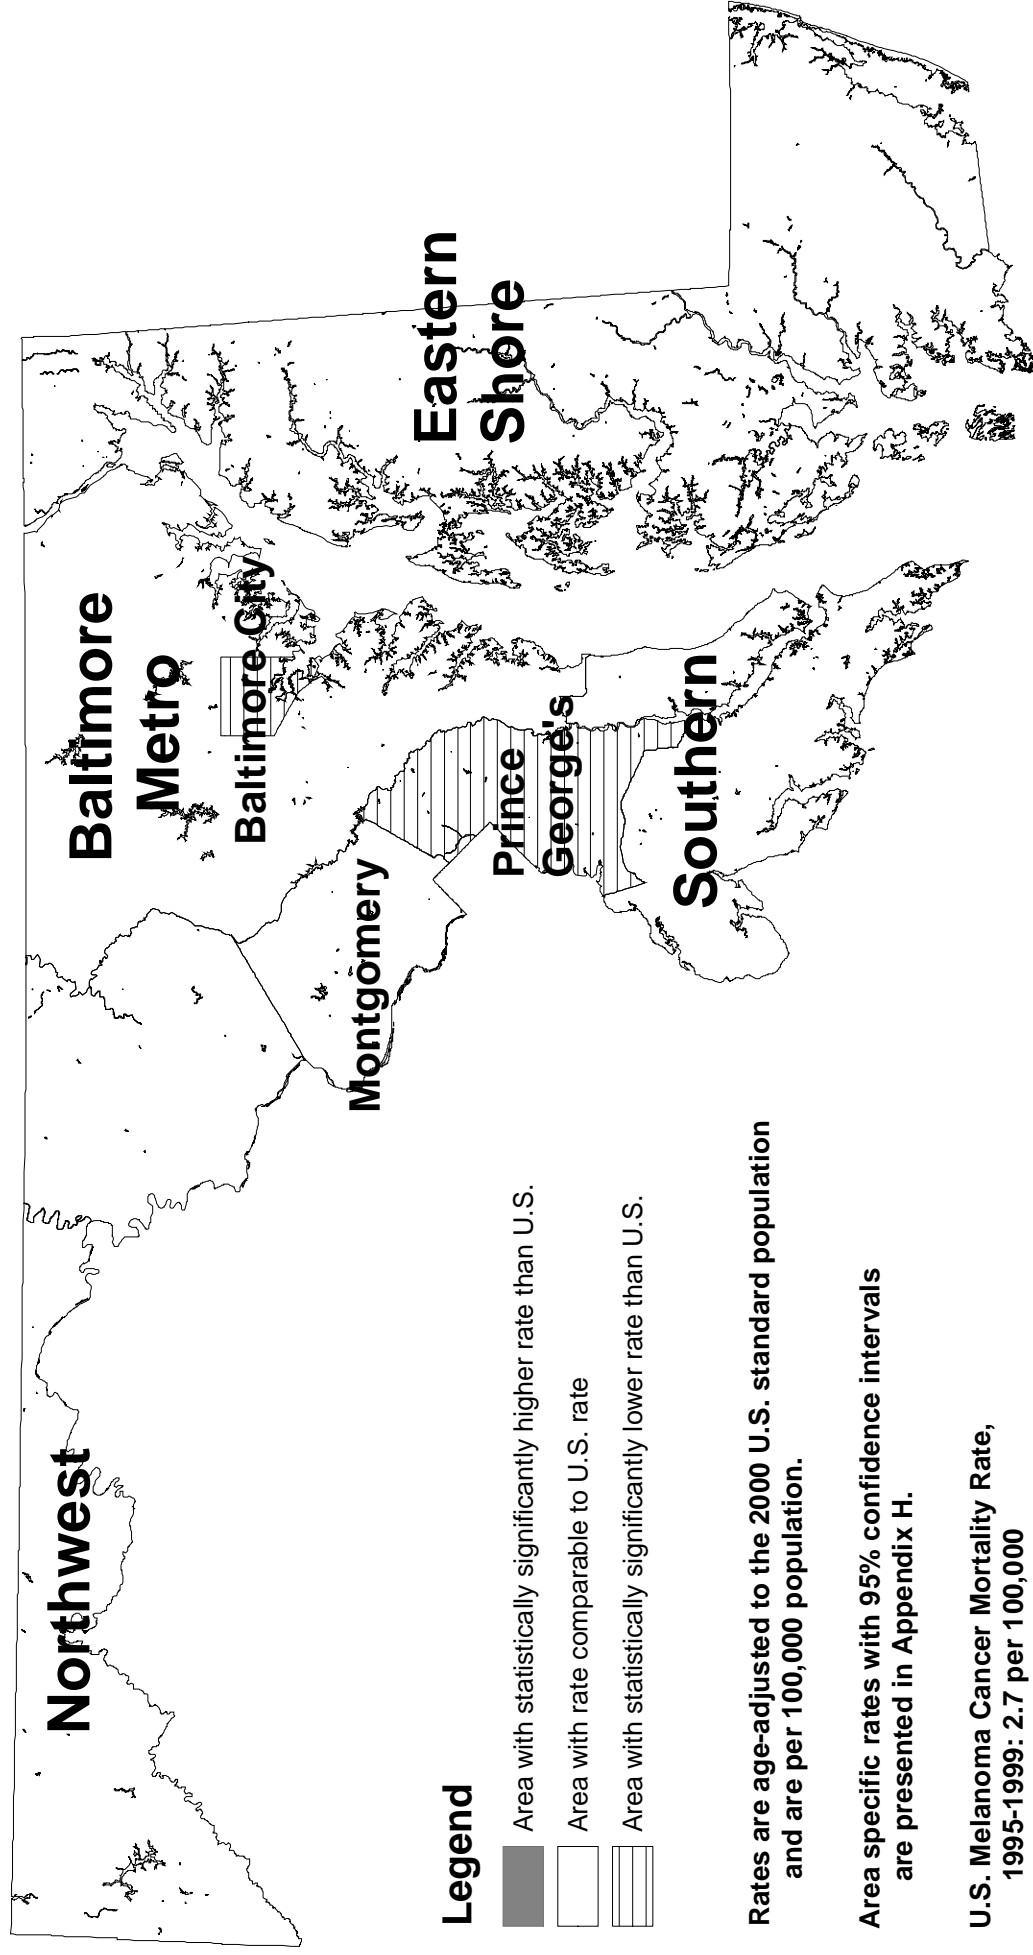 Northwest
Baltimore
Metro
Baltimore City
Montgomery
Prince
George's
Eastern
Shore
Southern
Legend
Area with statistically significantly higher rate than U.S.
Area with rate comparable to U.S. rate
Area with statistically significantly lower rate than U.S.
Rates are age-adjusted to the 2000 U.S. standard population
and are per 100,000 population.
Area specific rates with 95% confidence intervals
are presented in Appendix H.
U.S. Melanoma Cancer Mortality Rate,
1995-1999: 2.7 per 100,000